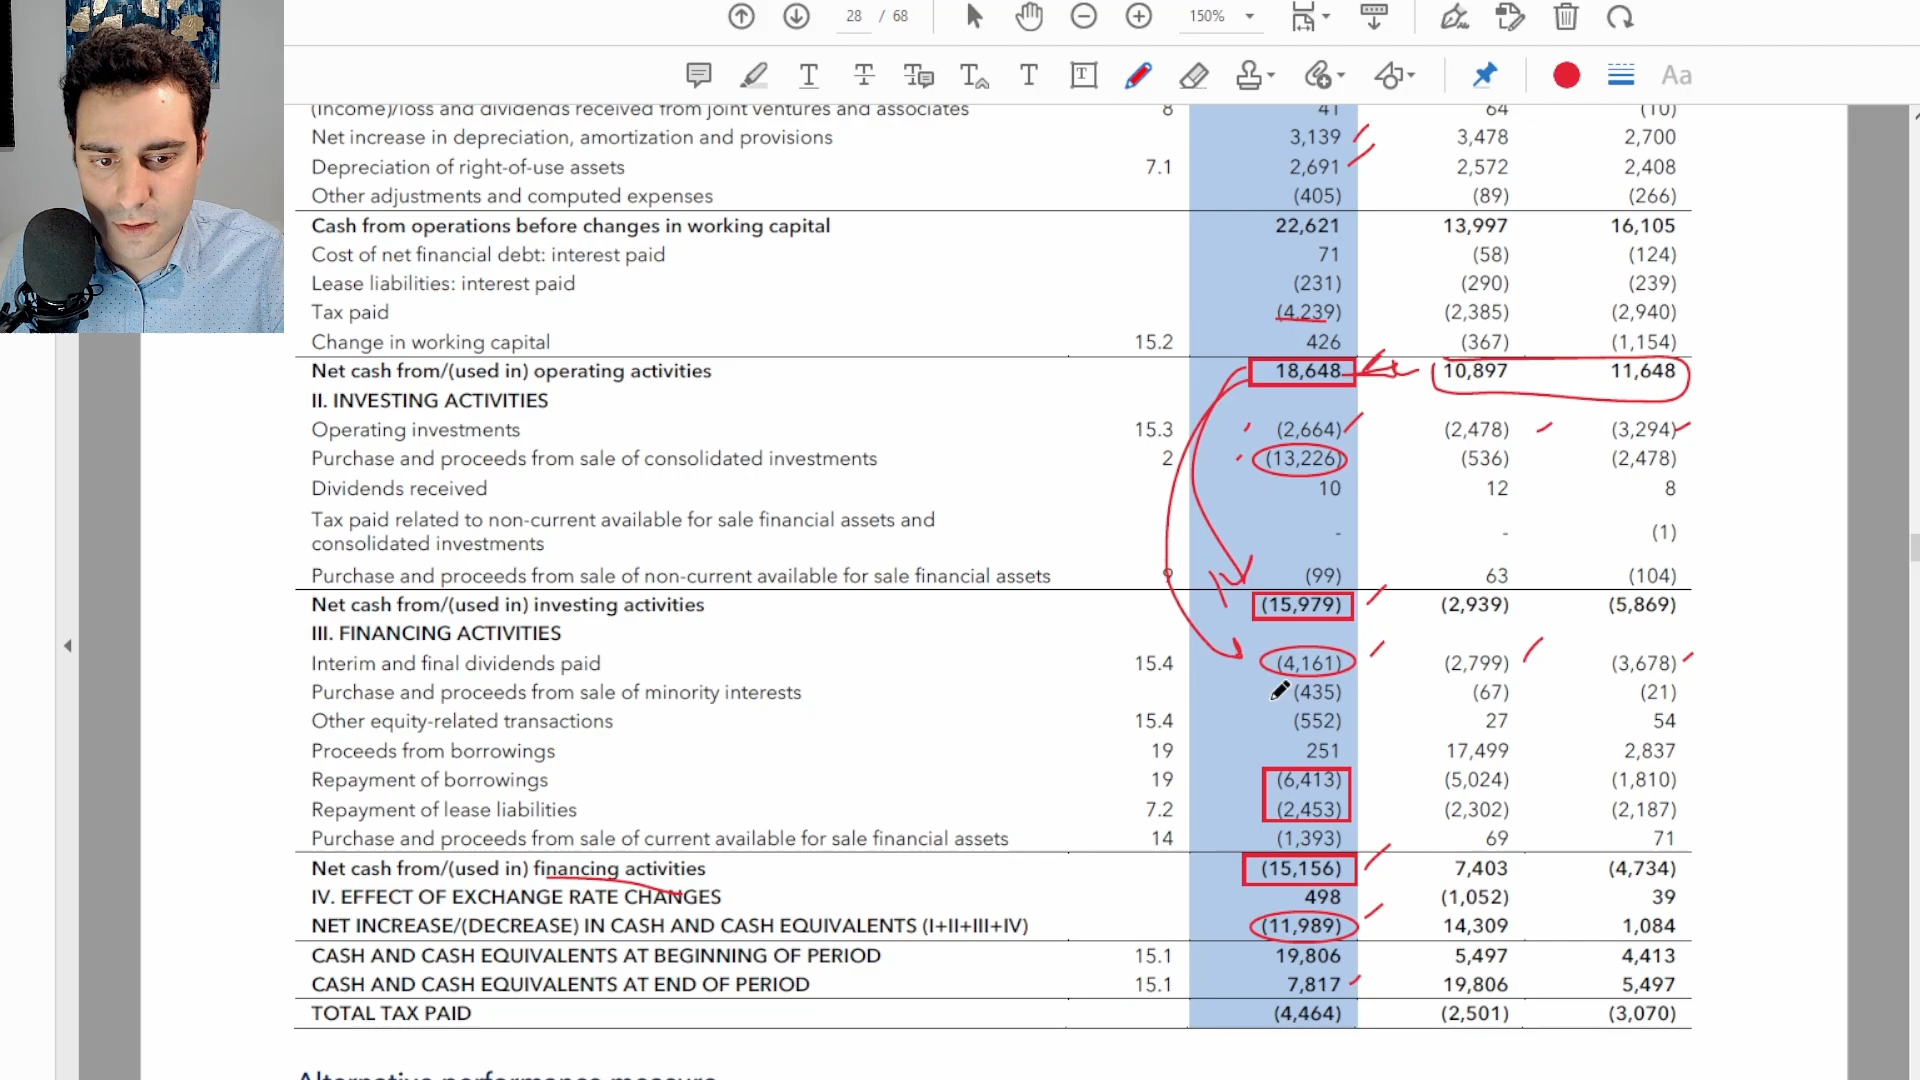 28 / 68 150%
Aa
(Income)/loss and dividends received from joint ventures and associates 8 41 64 (10)
Net increase in depreciation, amortization and provisions 3,139 3,478 2,700
Depreciation of right-of-use assets 7.1 2,691 2,572 2,408
Other adjustments and computed expenses (405) (89) (266)
Cash from operations before changes in working capital 22,621 13,997 16,105
Cost of net financial debt: interest paid 71 (58) (124)
Lease liabilities: interest paid (231) (290) (239)
Tax paid (4,239) (2,385) (2,940)
Change in working capital 15.2 426 (367) (1,154)
Net cash from/(used in) operating activities 18,648 10,897 11,648
II. INVESTING ACTIVITIES
Operating investments 15.3 (2,664) (2,478) (3,294)
Purchase and proceeds from sale of consolidated investments 2 (13,226) (536) (2,478)
Dividends received 10 12 8
Tax paid related to non-current available for sale financial assets and
consolidated investments - - (1)
Purchase and proceeds from sale of non-current available for sale financial assets 9 (99) 63 (104)
Net cash from/(used in) investing activities (15,979) (2,939) (5,869)
III. FINANCING ACTIVITIES
Interim and final dividends paid 15.4 (4,161) (2,799) (3,678)
Purchase and proceeds from sale of minority interests (435) (67) (21)
Other equity-related transactions 15.4 (552) 27 54
Proceeds from borrowings 19 251 17,499 2,837
Repayment of borrowings 19 (6,413) (5,024) (1,810)
Repayment of lease liabilities 7.2 (2,453) (2,302) (2,187)
Purchase and proceeds from sale of current available for sale financial assets 14 (1,393) 69 71
Net cash from/(used in) financing activities (15,156) 7,403 (4,734)
IV. EFFECT OF EXCHANGE RATE CHANGES 498 (1,052) 39
NET INCREASE/(DECREASE) IN CASH AND CASH EQUIVALENTS (I+II+III+IV) (11,989) 14,309 1,084
CASH AND CASH EQUIVALENTS AT BEGINNING OF PERIOD 15.1 19,806 5,497 4,413
CASH AND CASH EQUIVALENTS AT END OF PERIOD 15.1 7,817 19,806 5,497
TOTAL TAX PAID (4,464) (2,501) (3,070)
Alternative performance measure